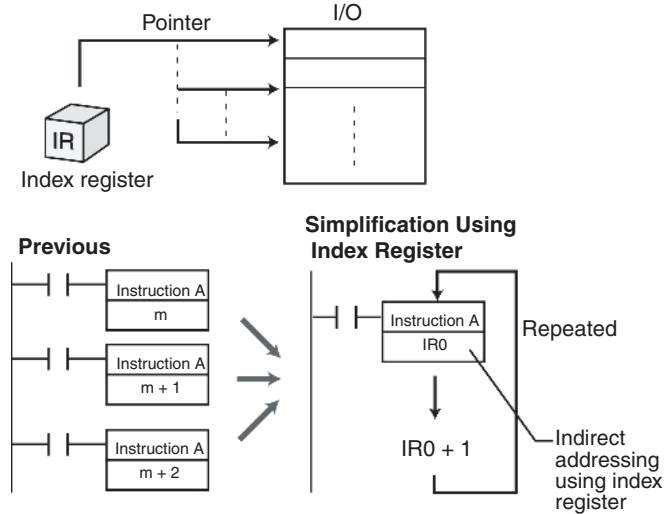 Pointer
I/O
IR
Index register
Previous
Instruction A
m
Instruction A
m + 1
Instruction A
m + 2
Simplification Using
Index Register
Instruction A
IR0
Repeated
IR0 + 1
Indirect
addressing
using index
register